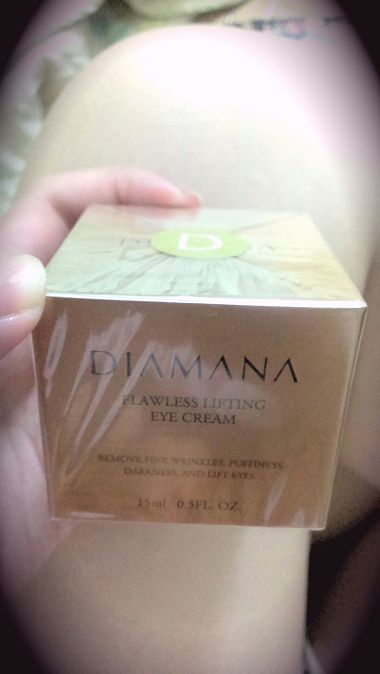 D
DIAMANA
FLAWLESS LIFTING
EYE CREAM
REMOVE FINE WRINKLES, PUFFINESS,
DARKNESS, AND LIFT EYES.
15ml 0.5FL. OZ.